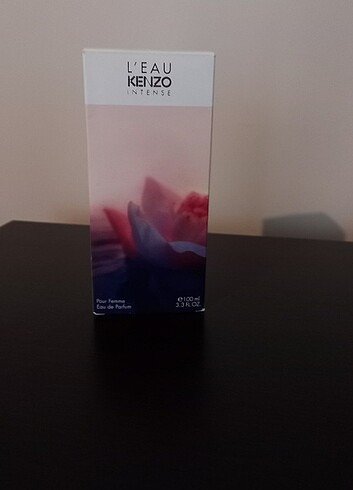 L'EAU
KENZO
INTENSE
Pour Femme
Eau de Parfum
℮100 ml
3.3 FL.OZ.